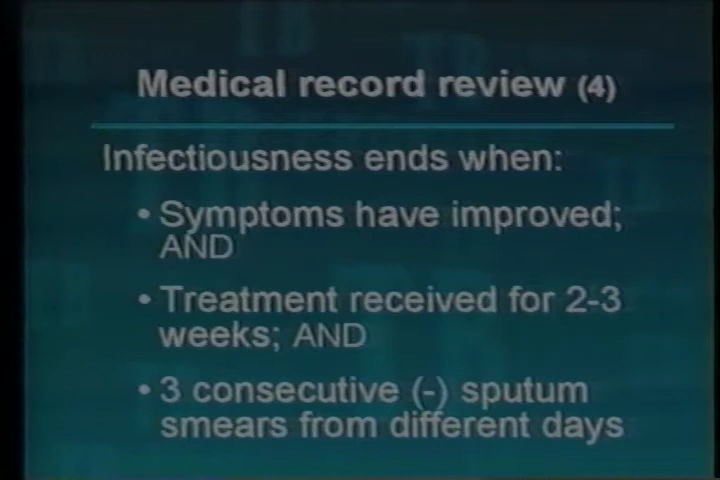 Medical record review (4)
Infectiousness ends when:
• Symptoms have improved;
AND
• Treatment received for 2-3
weeks; AND
• 3 consecutive (-) sputum
smears from different days